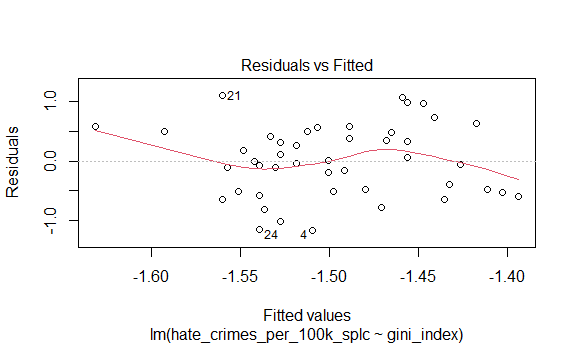 Residuals vs Fitted
Residuals
1.0
0.0
-1.0
21
24
4
-1.60
-1.55
-1.50
-1.45
-1.40
Fitted values
lm(hate_crimes_per_100k_splc ~ gini_index)